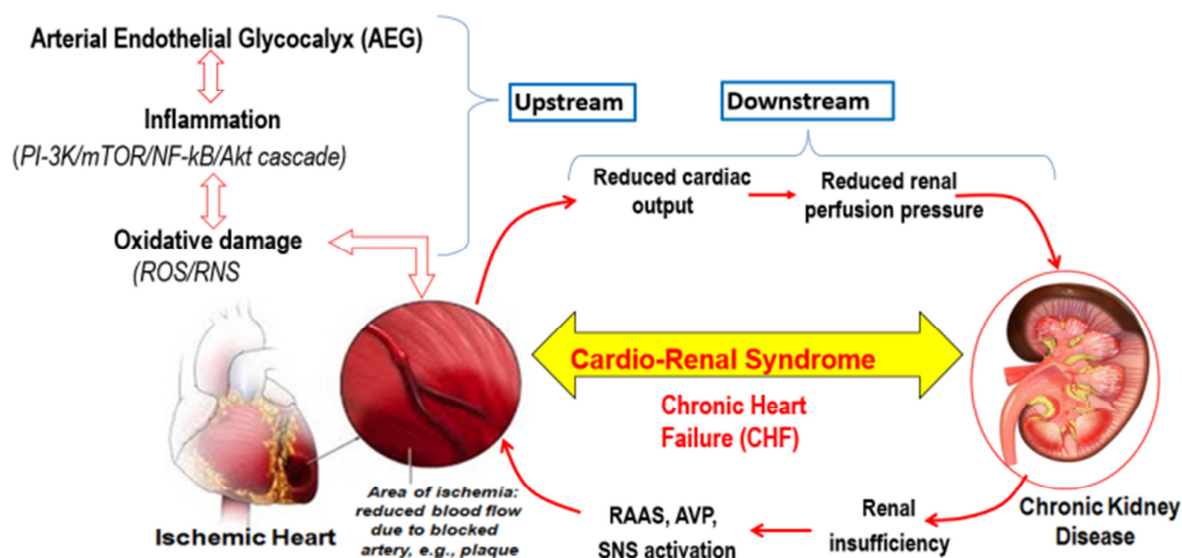 Arterial Endothelial Glycocalyx (AEG)
Inflammation
(PI-3K/mTOR/NF-kB/Akt cascade)
Oxidative damage
(ROS/RNS
Upstream
Downstream
Reduced cardiac
output
Reduced renal
perfusion pressure
Cardio-Renal Syndrome
Chronic Heart
Failure (CHF)
Area of ischemia:
reduced blood flow
due to blocked
artery, e.g., plaque
Ischemic Heart
RAAS, AVP,
SNS activation
Renal
insufficiency
Chronic Kidney
Disease